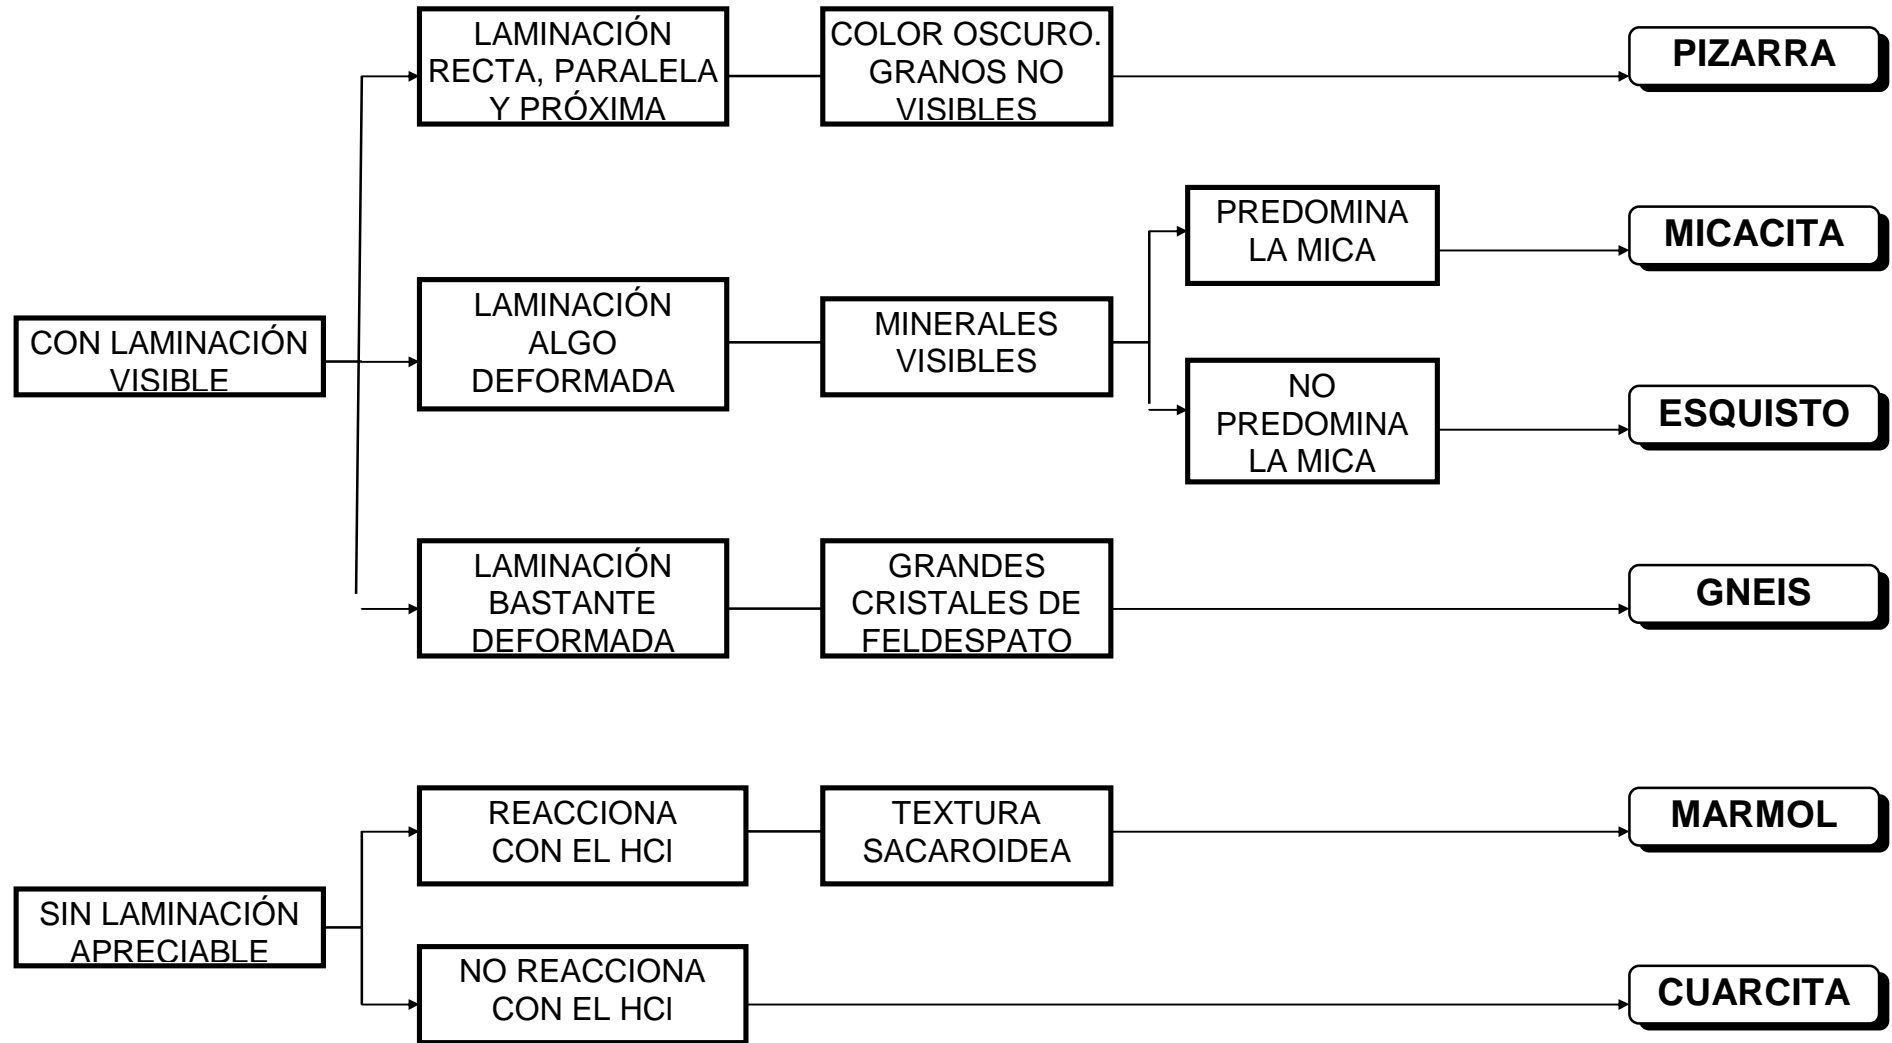 LAMINACIÓN
RECTA, PARALELA
Y PRÓXIMA
COLOR OSCURO.
GRANOS NO
VISIBLES
PIZARRA
PREDOMINA
LA MICA
MICACITA
CON LAMINACIÓN
VISIBLE
LAMINACIÓN
ALGO
DEFORMADA
MINERALES
VISIBLES
NO
PREDOMINA
LA MICA
ESQUISTO
LAMINACIÓN
BASTANTE
DEFORMADA
GRANDES
CRISTALES DE
FELDESPATO
GNEIS
SIN LAMINACIÓN
APRECIABLE
REACCIONA
CON EL HCl
TEXTURA
SACAROIDEA
MARMOL
NO REACCIONA
CON EL HCl
CUARCITA